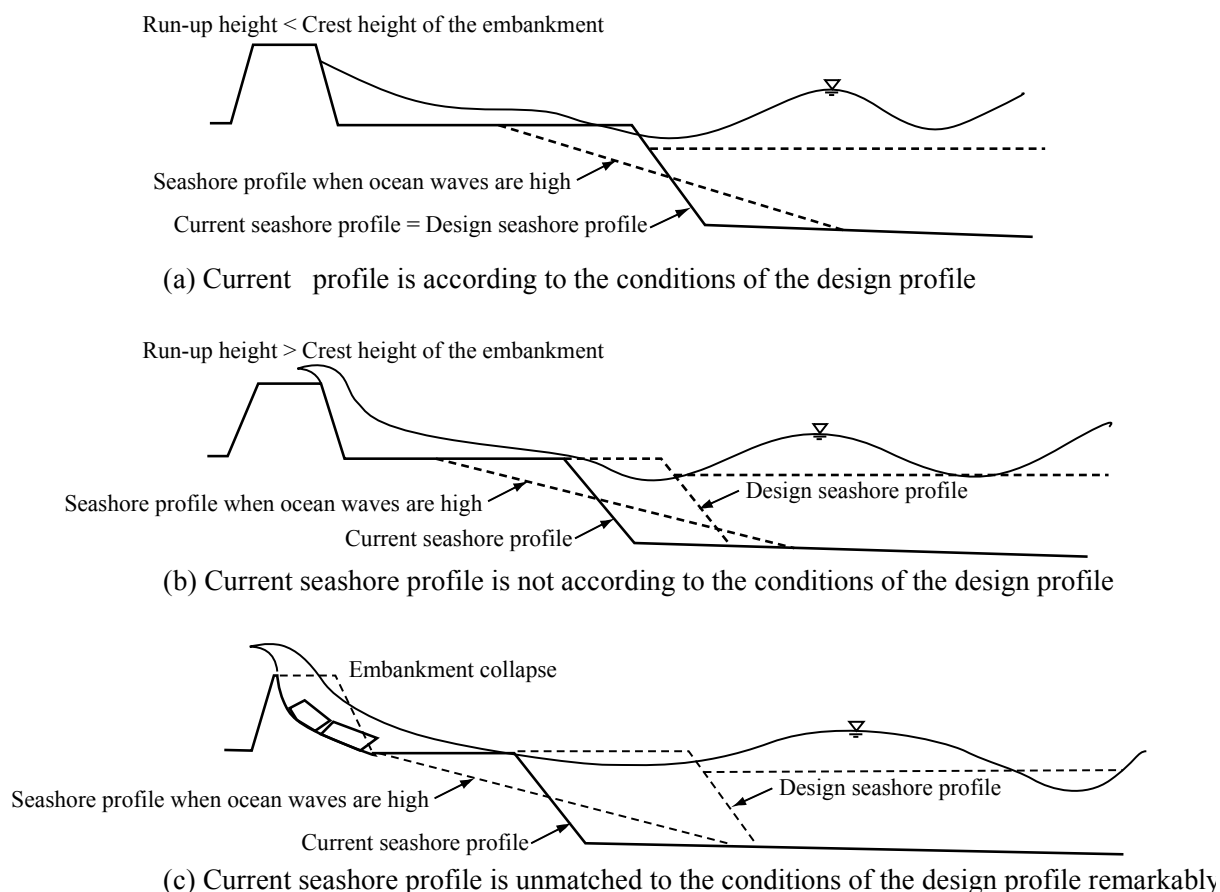 Run-up height < Crest height of the embankment
Seashore profile when ocean waves are high
Current seashore profile = Design seashore profile
(a) Current profile is according to the conditions of the design profile
Run-up height > Crest height of the embankment
Design seashore profile
Seashore profile when ocean waves are high
Current seashore profile
(b) Current seashore profile is not according to the conditions of the design profile
Embankment collapse
Design seashore profile
Seashore profile when ocean waves are high
Current seashore profile
(c) Current seashore profile is unmatched to the conditions of the design profile remarkably